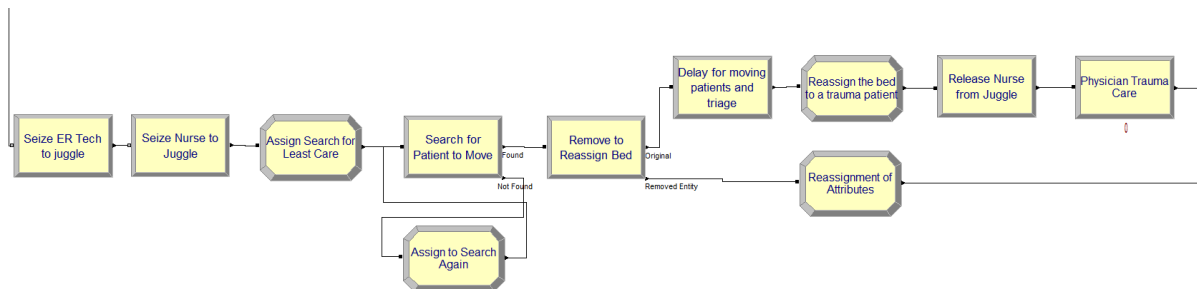 Seize ER Tech
to juggle
Seize Nurse to
Juggle
Assign Search for
Least Care
Search for
Patient to Move
Found
Not Found
Assign to Search
Again
Remove to
Reassign Bed
Original
Removed Entity
Delay for moving
patients and
triage
Reassign the bed
to a trauma patient
Release Nurse
from Juggle
Physician Trauma
Care
0
Reassignment of
Attributes